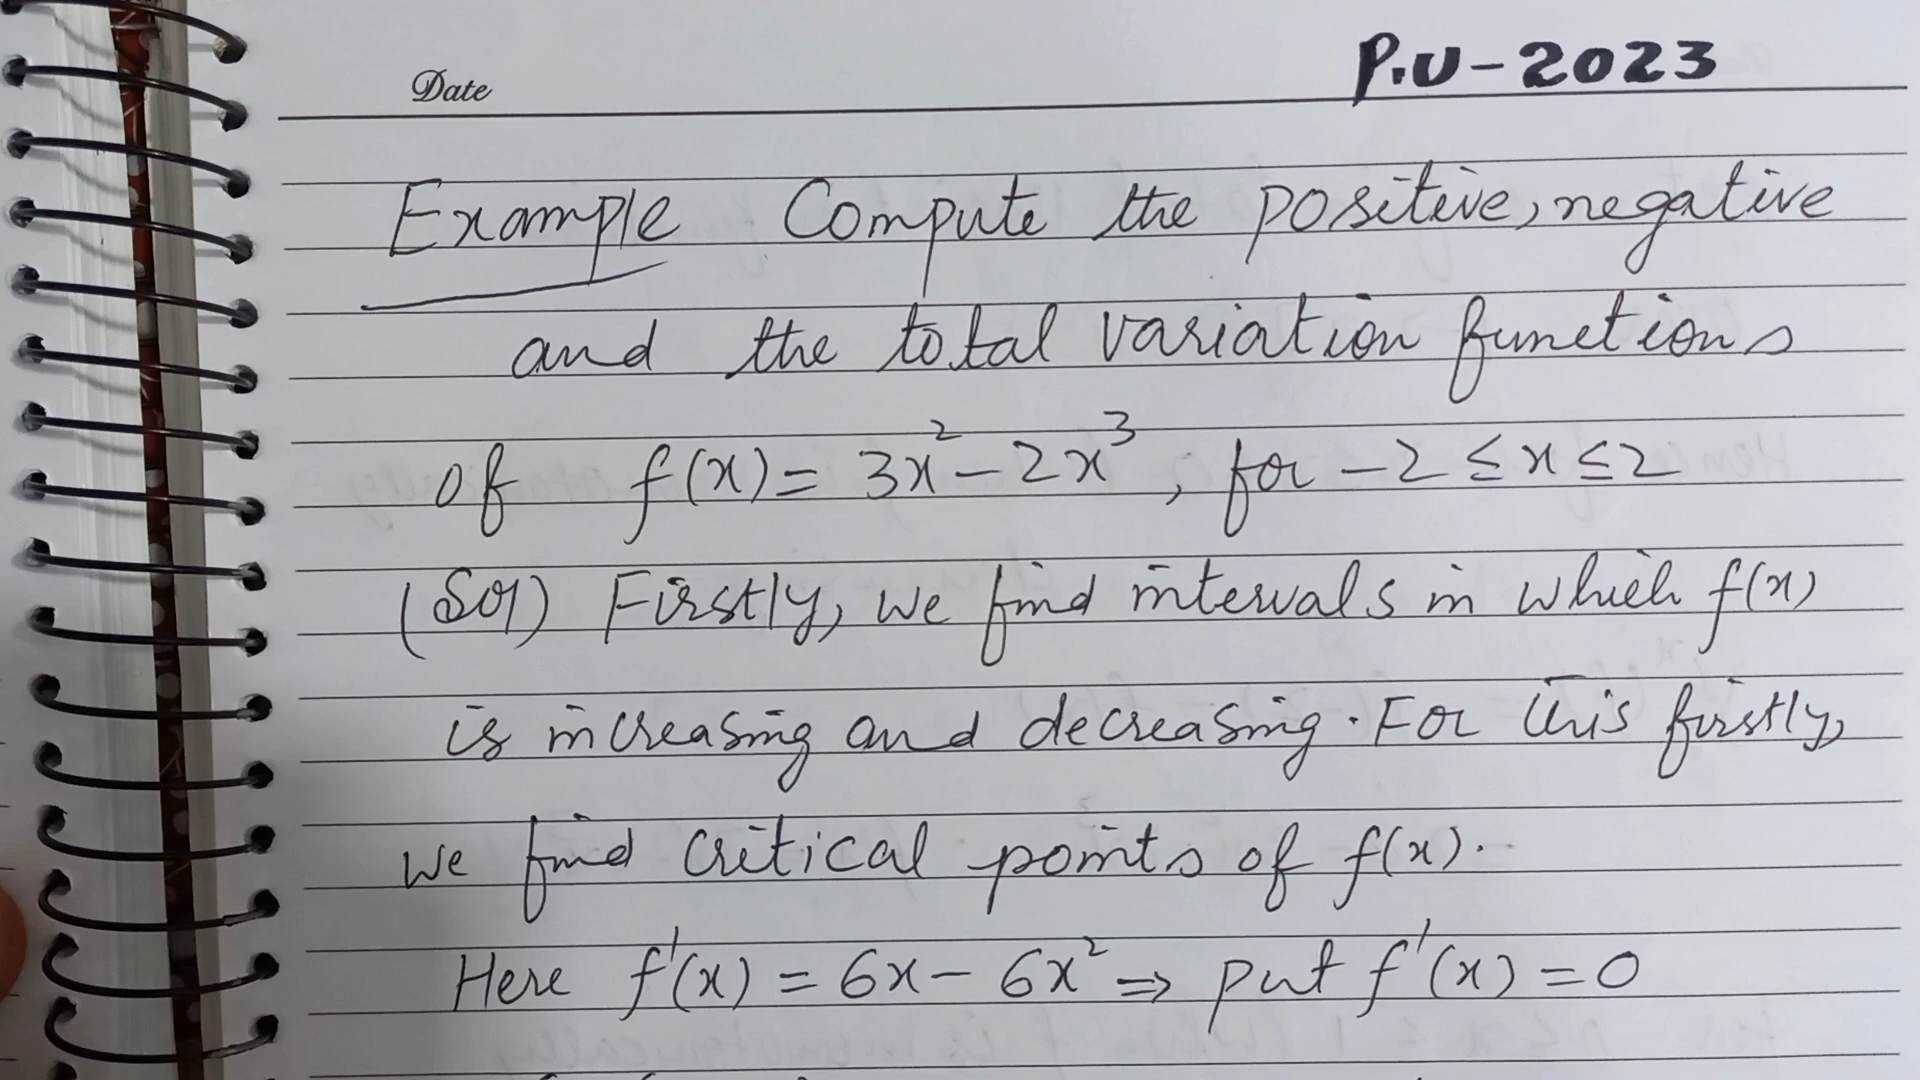 P.U-2023
Date
Example Compute the positive, negative
and the total variation functions
of f(x) = 3x² - 2x³, for -2 ≤ x ≤ 2
(Sol) Firstly, we find intervals in which f(x)
is increasing and decreasing. For this firstly,
we find critical points of f(x).
Here f'(x) = 6x - 6x² ⇒ put f'(x) = 0